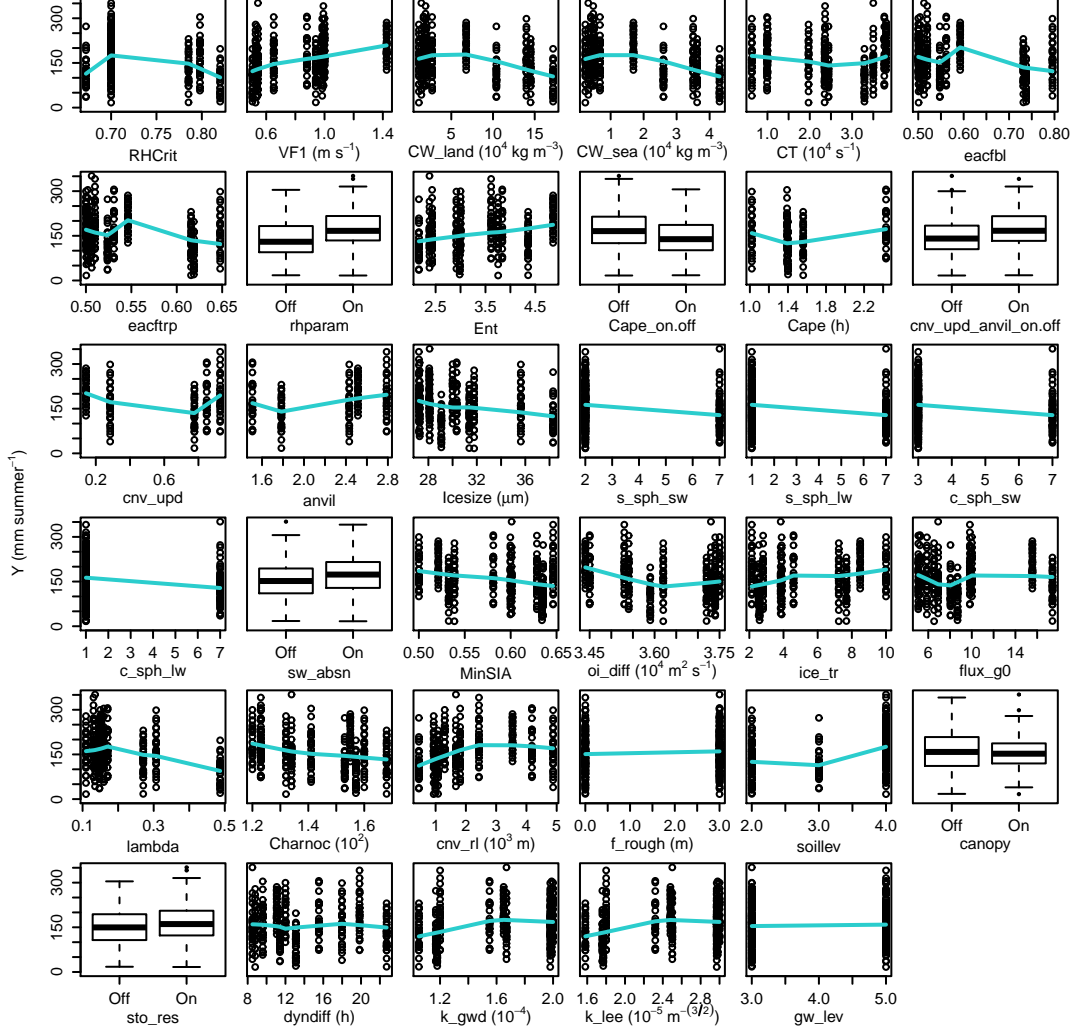 0 50 150 300
0.70 0.75 0.80
RHCrit
0.6 1.0 1.4
VF1 (m s⁻¹)
5 10 15
CW_land (10⁴ kg m⁻³)
1 2 3 4
CW_sea (10⁴ kg m⁻³)
1.0 2.0 3.0
CT (10⁴ s⁻¹)
0.50 0.60 0.70 0.80
eacfbl
0 50 150 300
0.50 0.55 0.60 0.65
eacftrp
Off On
rhparam
2.5 3.5 4.5
Ent
Off On
Cape_on.off
1.0 1.4 1.8 2.2
Cape (h)
Off On
cnv_upd_anvil_on.off
Y (mm summer⁻¹)
0 50 150 300
0.2 0.6
cnv_upd
1.6 2.0 2.4 2.8
anvil
28 32 36
Icesize (µm)
2 3 4 5 6 7
s_sph_sw
1 2 3 4 5 6 7
s_sph_lw
3 4 5 6 7
c_sph_sw
0 50 150 300
1 2 3 4 5 6 7
c_sph_lw
Off On
sw_absn
0.50 0.55 0.60 0.65
MinSIA
3.45 3.60 3.75
oi_diff (10⁴ m² s⁻¹)
2 4 6 8 10
ice_tr
6 8 10 14
flux_g0
0 50 150 300
0.1 0.3 0.5
lambda
1.2 1.4 1.6
Charnoc (10²)
1 2 3 4 5
cnv_rl (10³ m)
0.0 1.0 2.0 3.0
f_rough (m)
2.0 3.0 4.0
soillev
Off On
canopy
0 50 150 300
Off On
sto_res
8 12 16 20
dyndiff (h)
1.2 1.6 2.0
k_gwd (10⁻⁴)
1.6 2.0 2.4 2.8
k_lee (10⁻⁵ m⁻⁽³/²⁾)
3.0 4.0 5.0
gw_lev